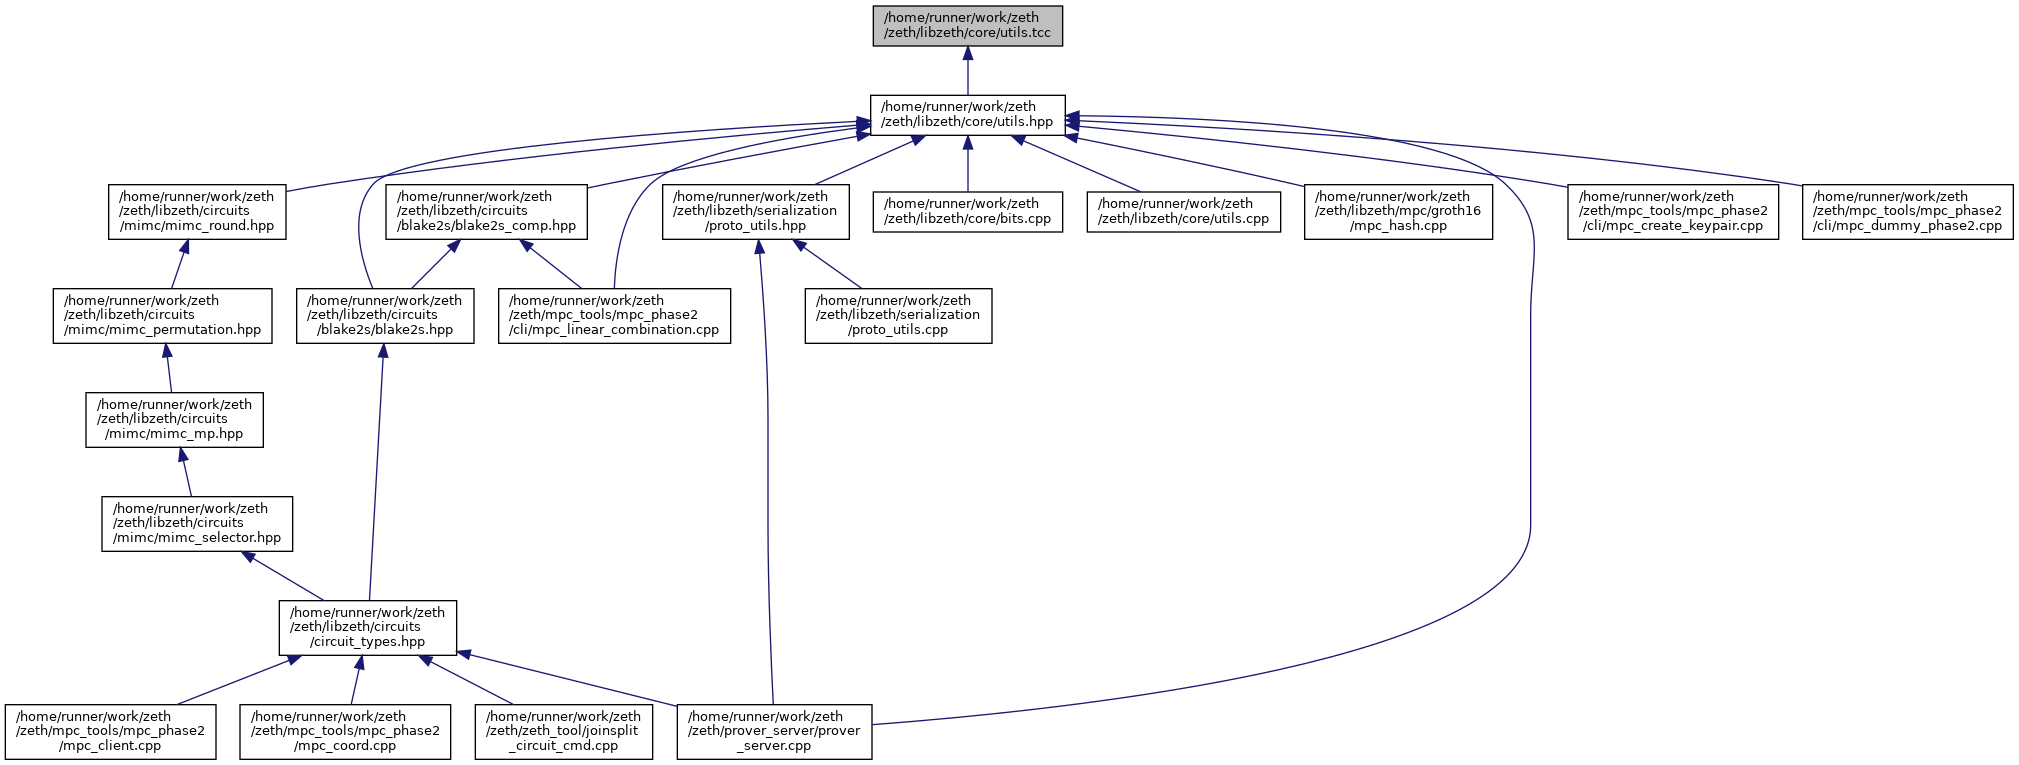 /home/runner/work/zeth
/zeth/libzeth/core/utils.tcc
/home/runner/work/zeth
/zeth/libzeth/core/utils.hpp
/home/runner/work/zeth
/zeth/libzeth/circuits
/mimc/mimc_round.hpp
/home/runner/work/zeth
/zeth/libzeth/circuits
/blake2s/blake2s_comp.hpp
/home/runner/work/zeth
/zeth/libzeth/serialization
/proto_utils.hpp
/home/runner/work/zeth
/zeth/libzeth/core/bits.cpp
/home/runner/work/zeth
/zeth/libzeth/core/utils.cpp
/home/runner/work/zeth
/zeth/libzeth/mpc/groth16
/mpc_hash.cpp
/home/runner/work/zeth
/zeth/mpc_tools/mpc_phase2
/cli/mpc_create_keypair.cpp
/home/runner/work/zeth
/zeth/mpc_tools/mpc_phase2
/cli/mpc_dummy_phase2.cpp
/home/runner/work/zeth
/zeth/libzeth/circuits
/mimc/mimc_permutation.hpp
/home/runner/work/zeth
/zeth/libzeth/circuits
/blake2s/blake2s.hpp
/home/runner/work/zeth
/zeth/mpc_tools/mpc_phase2
/cli/mpc_linear_combination.cpp
/home/runner/work/zeth
/zeth/libzeth/serialization
/proto_utils.cpp
/home/runner/work/zeth
/zeth/libzeth/circuits
/mimc/mimc_mp.hpp
/home/runner/work/zeth
/zeth/libzeth/circuits
/mimc/mimc_selector.hpp
/home/runner/work/zeth
/zeth/libzeth/circuits
/circuit_types.hpp
/home/runner/work/zeth
/zeth/mpc_tools/mpc_phase2
/mpc_client.cpp
/home/runner/work/zeth
/zeth/mpc_tools/mpc_phase2
/mpc_coord.cpp
/home/runner/work/zeth
/zeth/zeth_tool/joinsplit
_circuit_cmd.cpp
/home/runner/work/zeth
/zeth/prover_server/prover
_server.cpp